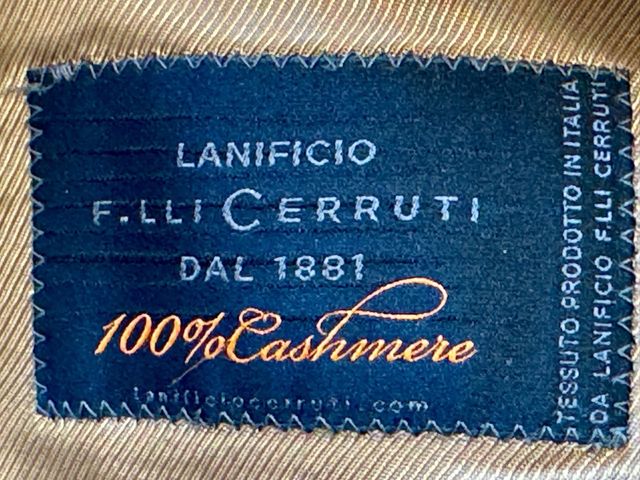 LANIFICIO
F.LLI CERRUTI
DAL 1881
100% Cashmere
lanificiocerruti.com
TESSUTO PRODOTTO IN ITALIA
DA LANIFICIO F.LLI CERRUTI